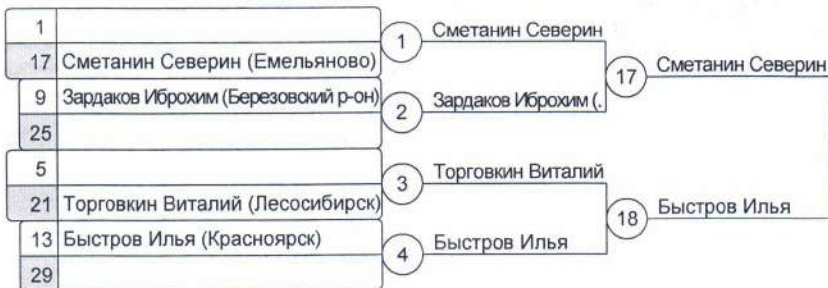 1
17 Сметанин Северин (Емельяново)
1 Сметанин Северин
9 Зардаков Иброхим (Березовский р-он)
25
2 Зардаков Иброхим (.
17 Сметанин Северин
5
21 Торговкин Виталий (Лесосибирск)
3 Торговкин Виталий
13 Быстров Илья (Красноярск)
29
4 Быстров Илья
18 Быстров Илья